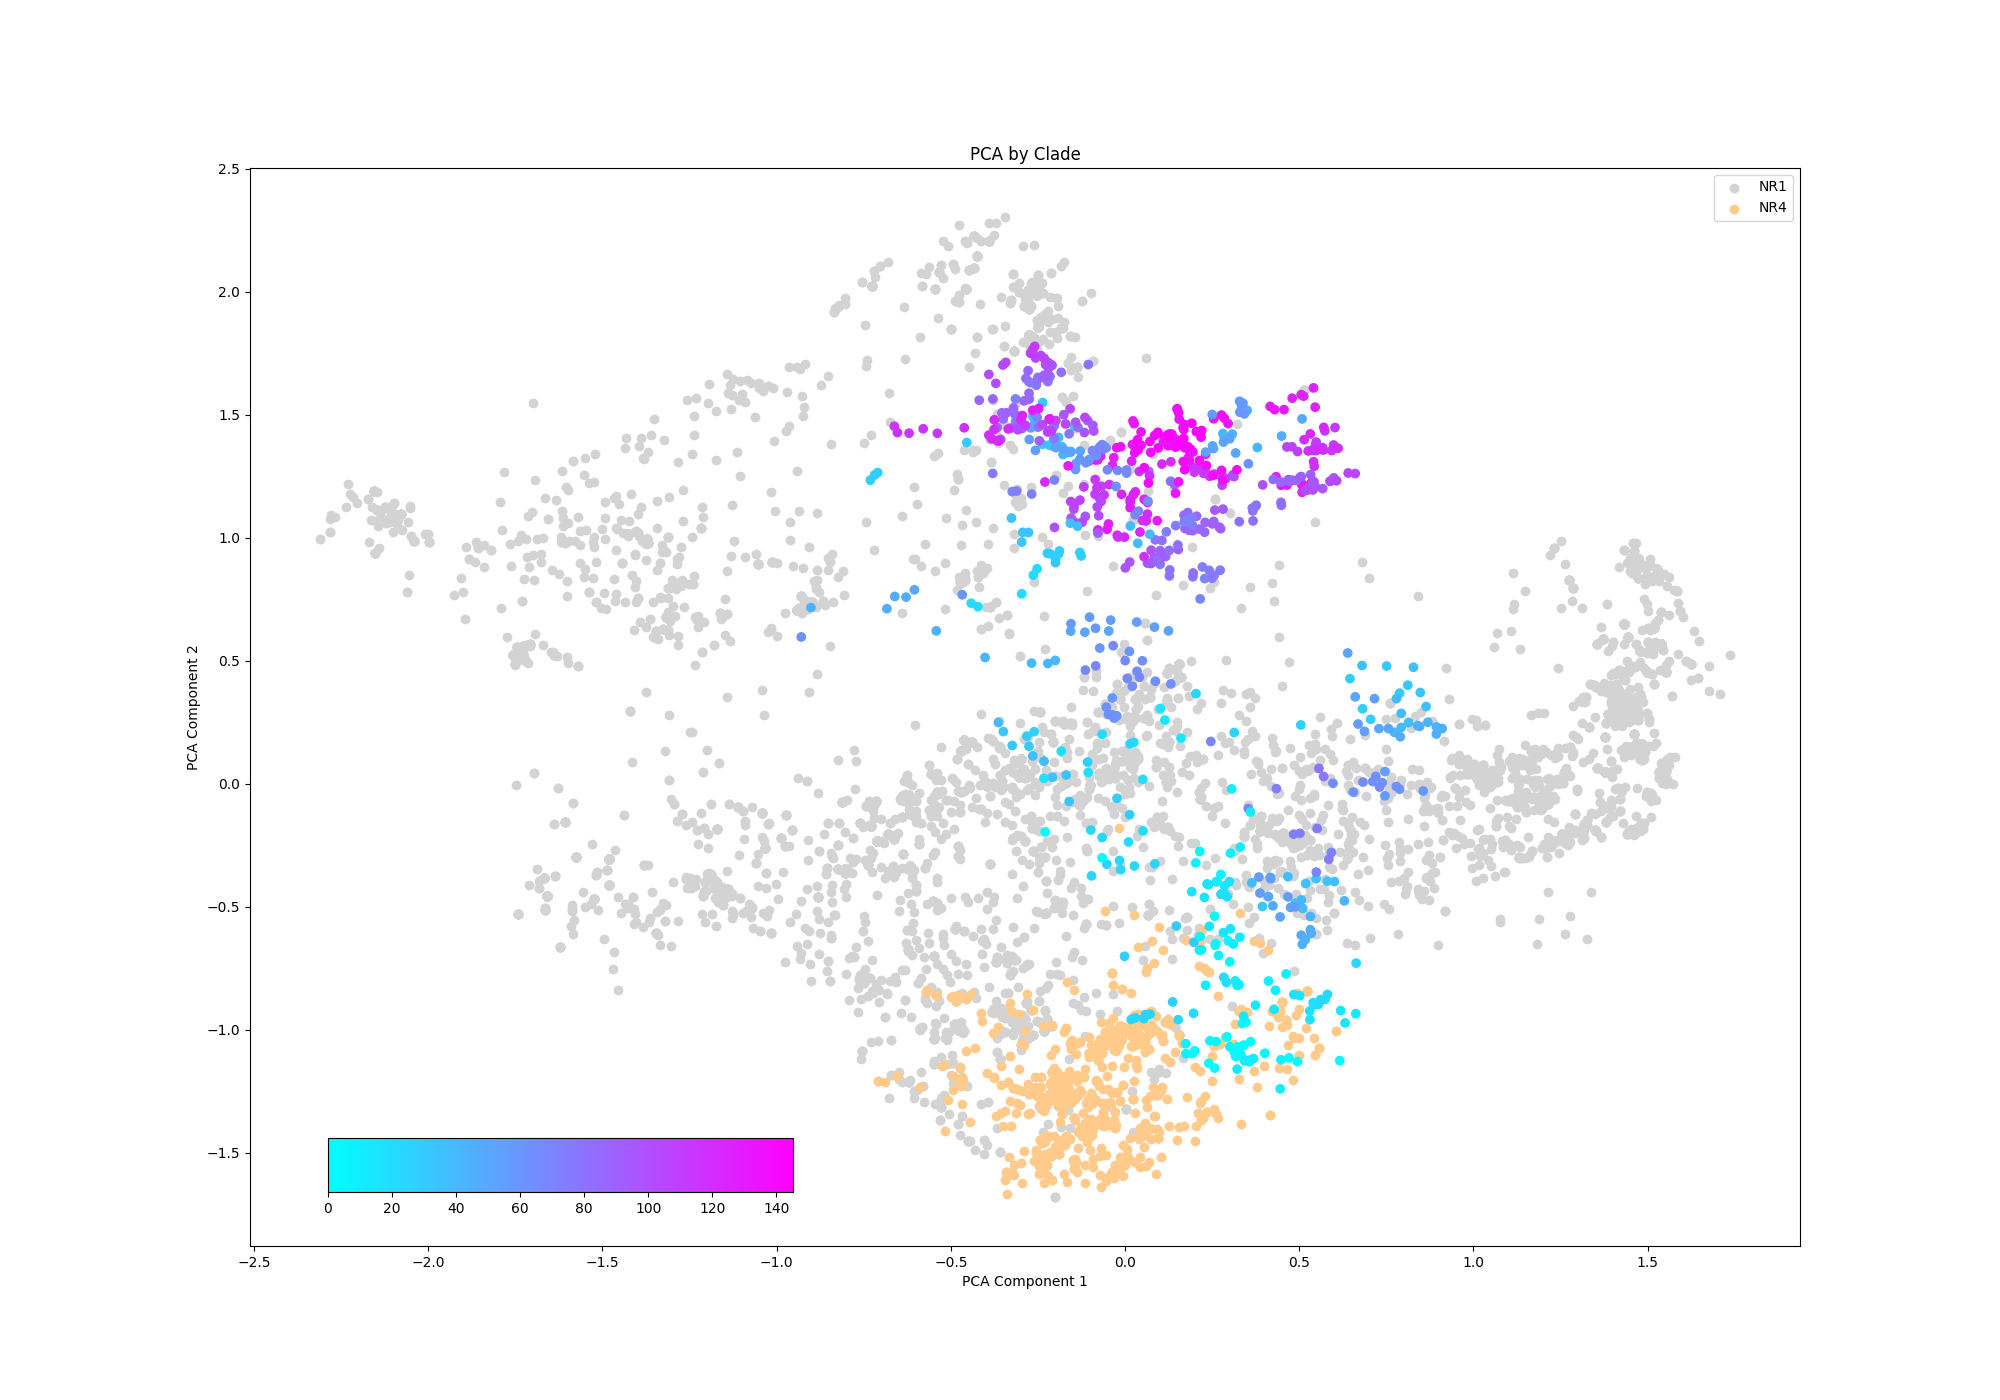 PCA by Clade
NR1
NR4
PCA Component 2
2.5
2.0
1.5
1.0
0.5
0.0
−0.5
−1.0
−1.5
0 20 40 60 80 100 120 140
−2.5 −2.0 −1.5 −1.0 −0.5 0.0 0.5 1.0 1.5
PCA Component 1